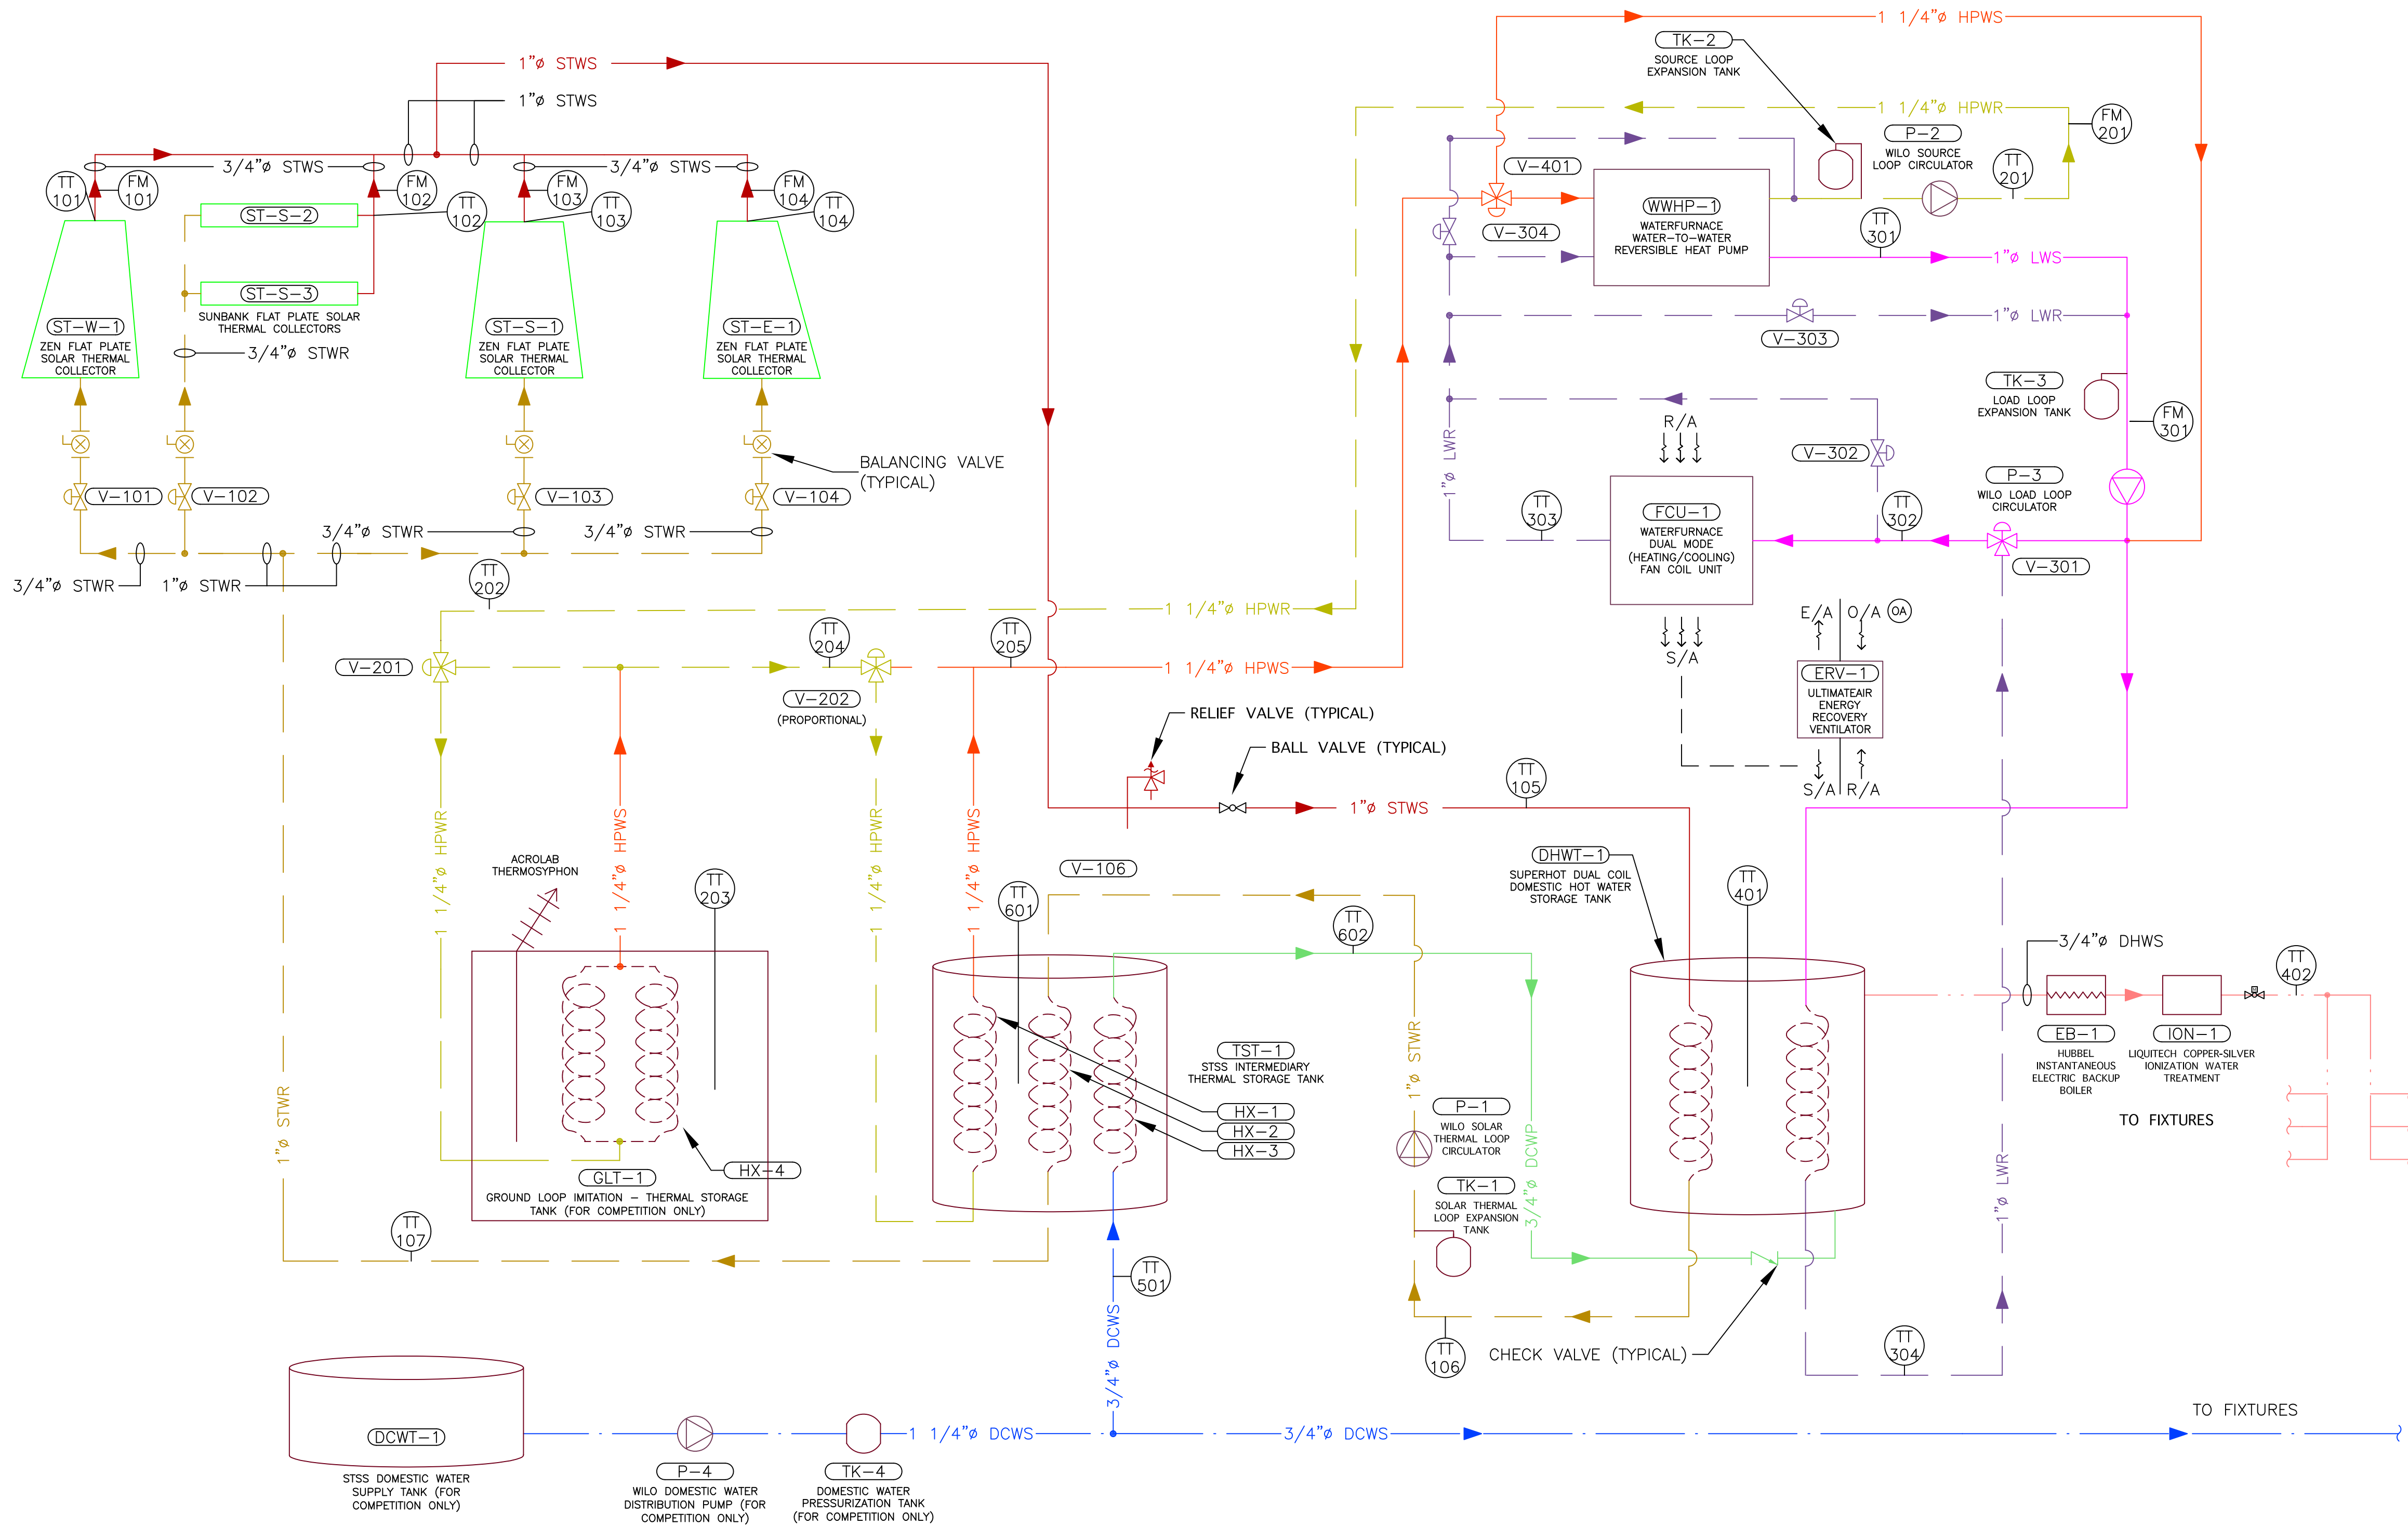 1 1/4"ø HPWS
TK-2
SOURCE LOOP
EXPANSION TANK
1"ø STWS
1"ø STWS
1 1/4"ø HPWR
FM
201
P-2
WILO SOURCE
LOOP CIRCULATOR
3/4"ø STWS
3/4"ø STWS
V-401
TT
201
TT
101
FM
101
FM
102
TT
102
FM
103
TT
103
FM
104
TT
104
ST-S-2
WWHP-1
WATERFURNACE
WATER-TO-WATER
REVERSIBLE HEAT PUMP
V-304
TT
301
1"ø LWS
ST-S-3
SUNBANK FLAT PLATE SOLAR
THERMAL COLLECTORS
ST-W-1
ZEN FLAT PLATE
SOLAR THERMAL
COLLECTOR
ST-S-1
ZEN FLAT PLATE
SOLAR THERMAL
COLLECTOR
ST-E-1
ZEN FLAT PLATE
SOLAR THERMAL
COLLECTOR
3/4"ø STWR
1"ø LWR
V-303
TK-3
LOAD LOOP
EXPANSION TANK
FM
301
R/A
1"ø LWR
V-302
BALANCING VALVE
(TYPICAL)
P-3
WILO LOAD LOOP
CIRCULATOR
V-101
V-102
V-103
V-104
3/4"ø STWR
3/4"ø STWR
TT
303
FCU-1
WATERFURNACE
DUAL MODE
(HEATING/COOLING)
FAN COIL UNIT
TT
302
V-301
3/4"ø STWR
1"ø STWR
TT
202
1 1/4"ø HPWR
E/A
O/A
OA
TT
204
TT
205
V-201
1 1/4"ø HPWS
S/A
V-202
(PROPORTIONAL)
ERV-1
ULTIMATEAIR
ENERGY
RECOVERY
VENTILATOR
RELIEF VALVE (TYPICAL)
BALL VALVE (TYPICAL)
S/A
R/A
TT
105
1"ø STWS
1 1/4"ø HPWR
1 1/4"ø HPWS
1 1/4"ø HPWR
1 1/4"ø HPWS
ACROLAB
THERMOSYPHON
TT
203
V-106
TT
601
TT
602
DHWT-1
SUPERHOT DUAL COIL
DOMESTIC HOT WATER
STORAGE TANK
TT
401
3/4"ø DHWS
TT
402
EB-1
HUBBEL
INSTANTANEOUS
ELECTRIC BACKUP
BOILER
ION-1
LIQUITECH COPPER-SILVER
IONIZATION WATER
TREATMENT
TO FIXTURES
TST-1
STSS INTERMEDIARY
THERMAL STORAGE TANK
1"ø STWR
HX-1
HX-2
HX-3
P-1
WILO SOLAR
THERMAL LOOP
CIRCULATOR
3/4"ø DCWP
1"ø STWR
HX-4
GLT-1
GROUND LOOP IMITATION - THERMAL STORAGE
TANK (FOR COMPETITION ONLY)
TK-1
SOLAR THERMAL
LOOP EXPANSION
TANK
1"ø LWR
TT
107
TT
501
3/4"ø DCWS
TT
106
CHECK VALVE (TYPICAL)
TT
304
DCWT-1
STSS DOMESTIC WATER
SUPPLY TANK (FOR
COMPETITION ONLY)
P-4
WILO DOMESTIC WATER
DISTRIBUTION PUMP (FOR
COMPETITION ONLY)
TK-4
DOMESTIC WATER
PRESSURIZATION TANK
(FOR COMPETITION ONLY)
1 1/4"ø DCWS
3/4"ø DCWS
TO FIXTURES